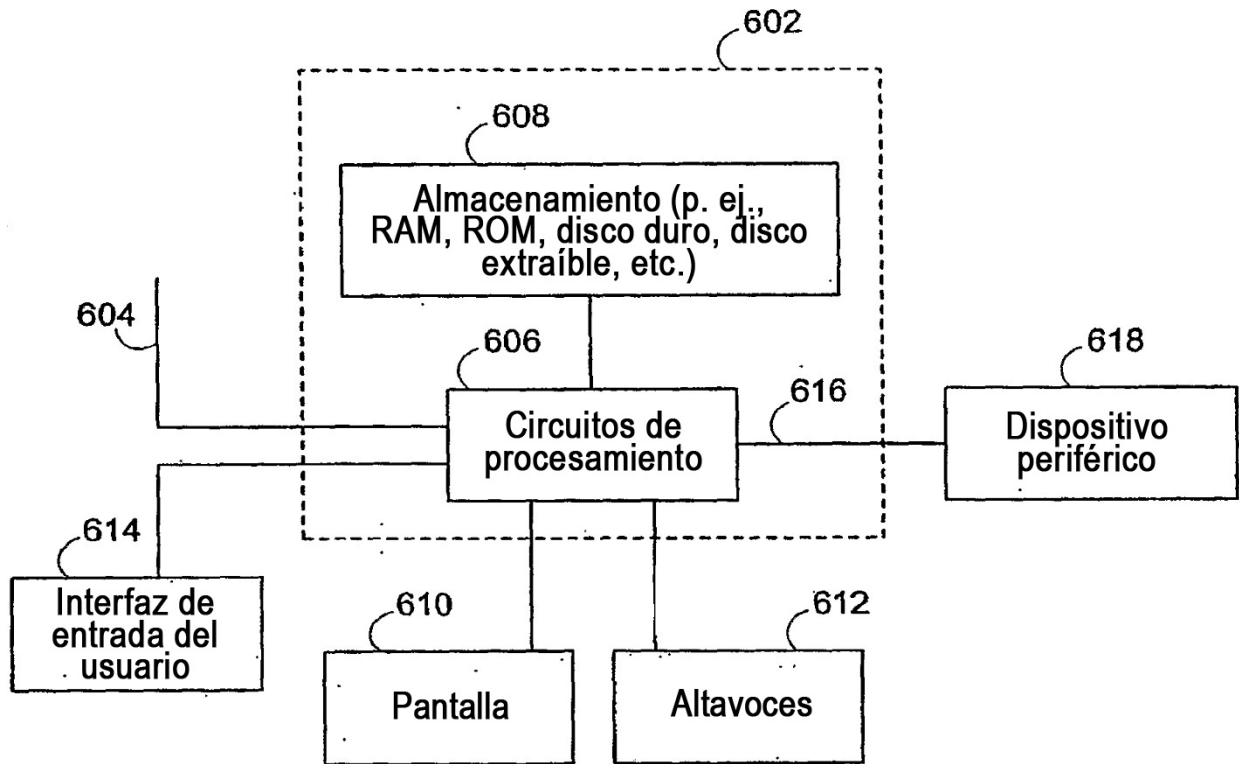 602
608
Almacenamiento (p. ej.,
RAM, ROM, disco duro, disco
extraíble, etc.)
604
606
618
616
Circuitos de
procesamiento
Dispositivo
periférico
614
Interfaz de
entrada del
usuario
610
612
Pantalla
Altavoces